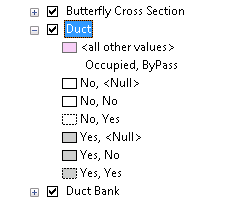 Butterfly Cross Section
Duct
<all other values>
Occupied, ByPass
No, <Null>
No, No
No, Yes
Yes, <Null>
Yes, No
Yes, Yes
Duct Bank